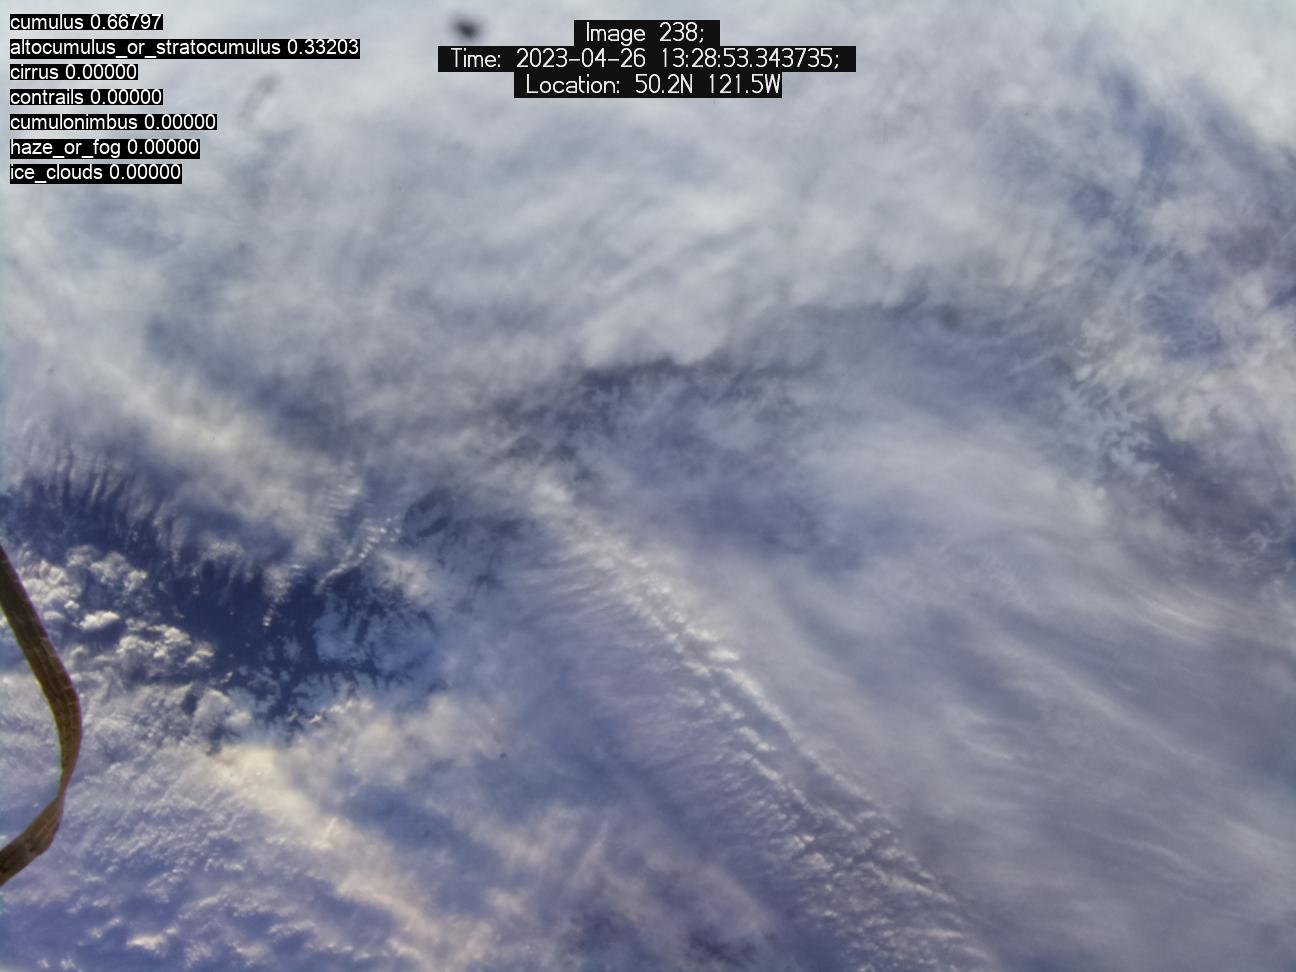 cumulus 0.66797
altocumulus_or_stratocumulus 0.33203
cirrus 0.00000
contrails 0.00000
cumulonimbus 0.00000
haze_or_fog 0.00000
ice_clouds 0.00000
Image 238;
Time: 2023-04-26 13:28:53.343735;
Location: 50.2N 121.5W